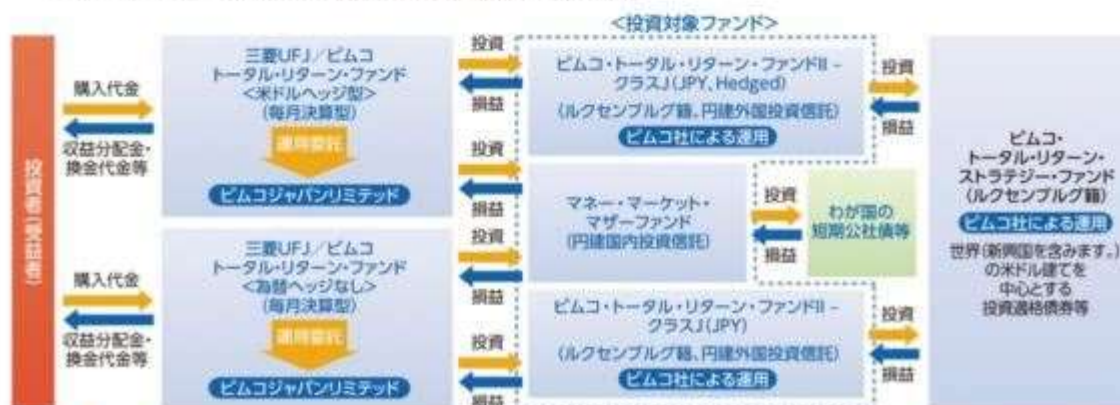 <投資対象ファンド>
投資者(受益者)
購入代金
収益分配金・
換金代金等
三菱UFJ/ピムコ
トータル・リターン・ファンド
<米ドルヘッジ型>
(毎月決算型)
運用委託
ピムコジャパンリミテッド
投資
損益
投資
損益
ピムコ・トータル・リターン・ファンドII –
クラスJ(JPY, Hedged)
(ルクセンブルグ籍、円建外国投資信託)
ピムコ社による運用
投資
損益
マネー・マーケット・
マザーファンド
(円建国内投資信託)
投資
損益
わが国の
短期公社債等
購入代金
収益分配金・
換金代金等
三菱UFJ/ピムコ
トータル・リターン・ファンド
<為替ヘッジなし>
(毎月決算型)
運用委託
ピムコジャパンリミテッド
投資
損益
投資
損益
ピムコ・トータル・リターン・ファンドII –
クラスJ(JPY)
(ルクセンブルグ籍、円建外国投資信託)
ピムコ社による運用
投資
損益
ピムコ・
トータル・リターン・
ストラテジー・ファンド
(ルクセンブルグ籍)
ピムコ社による運用
世界(新興国を含みます。)
の米ドル建てを
中心とする
投資適格債券等